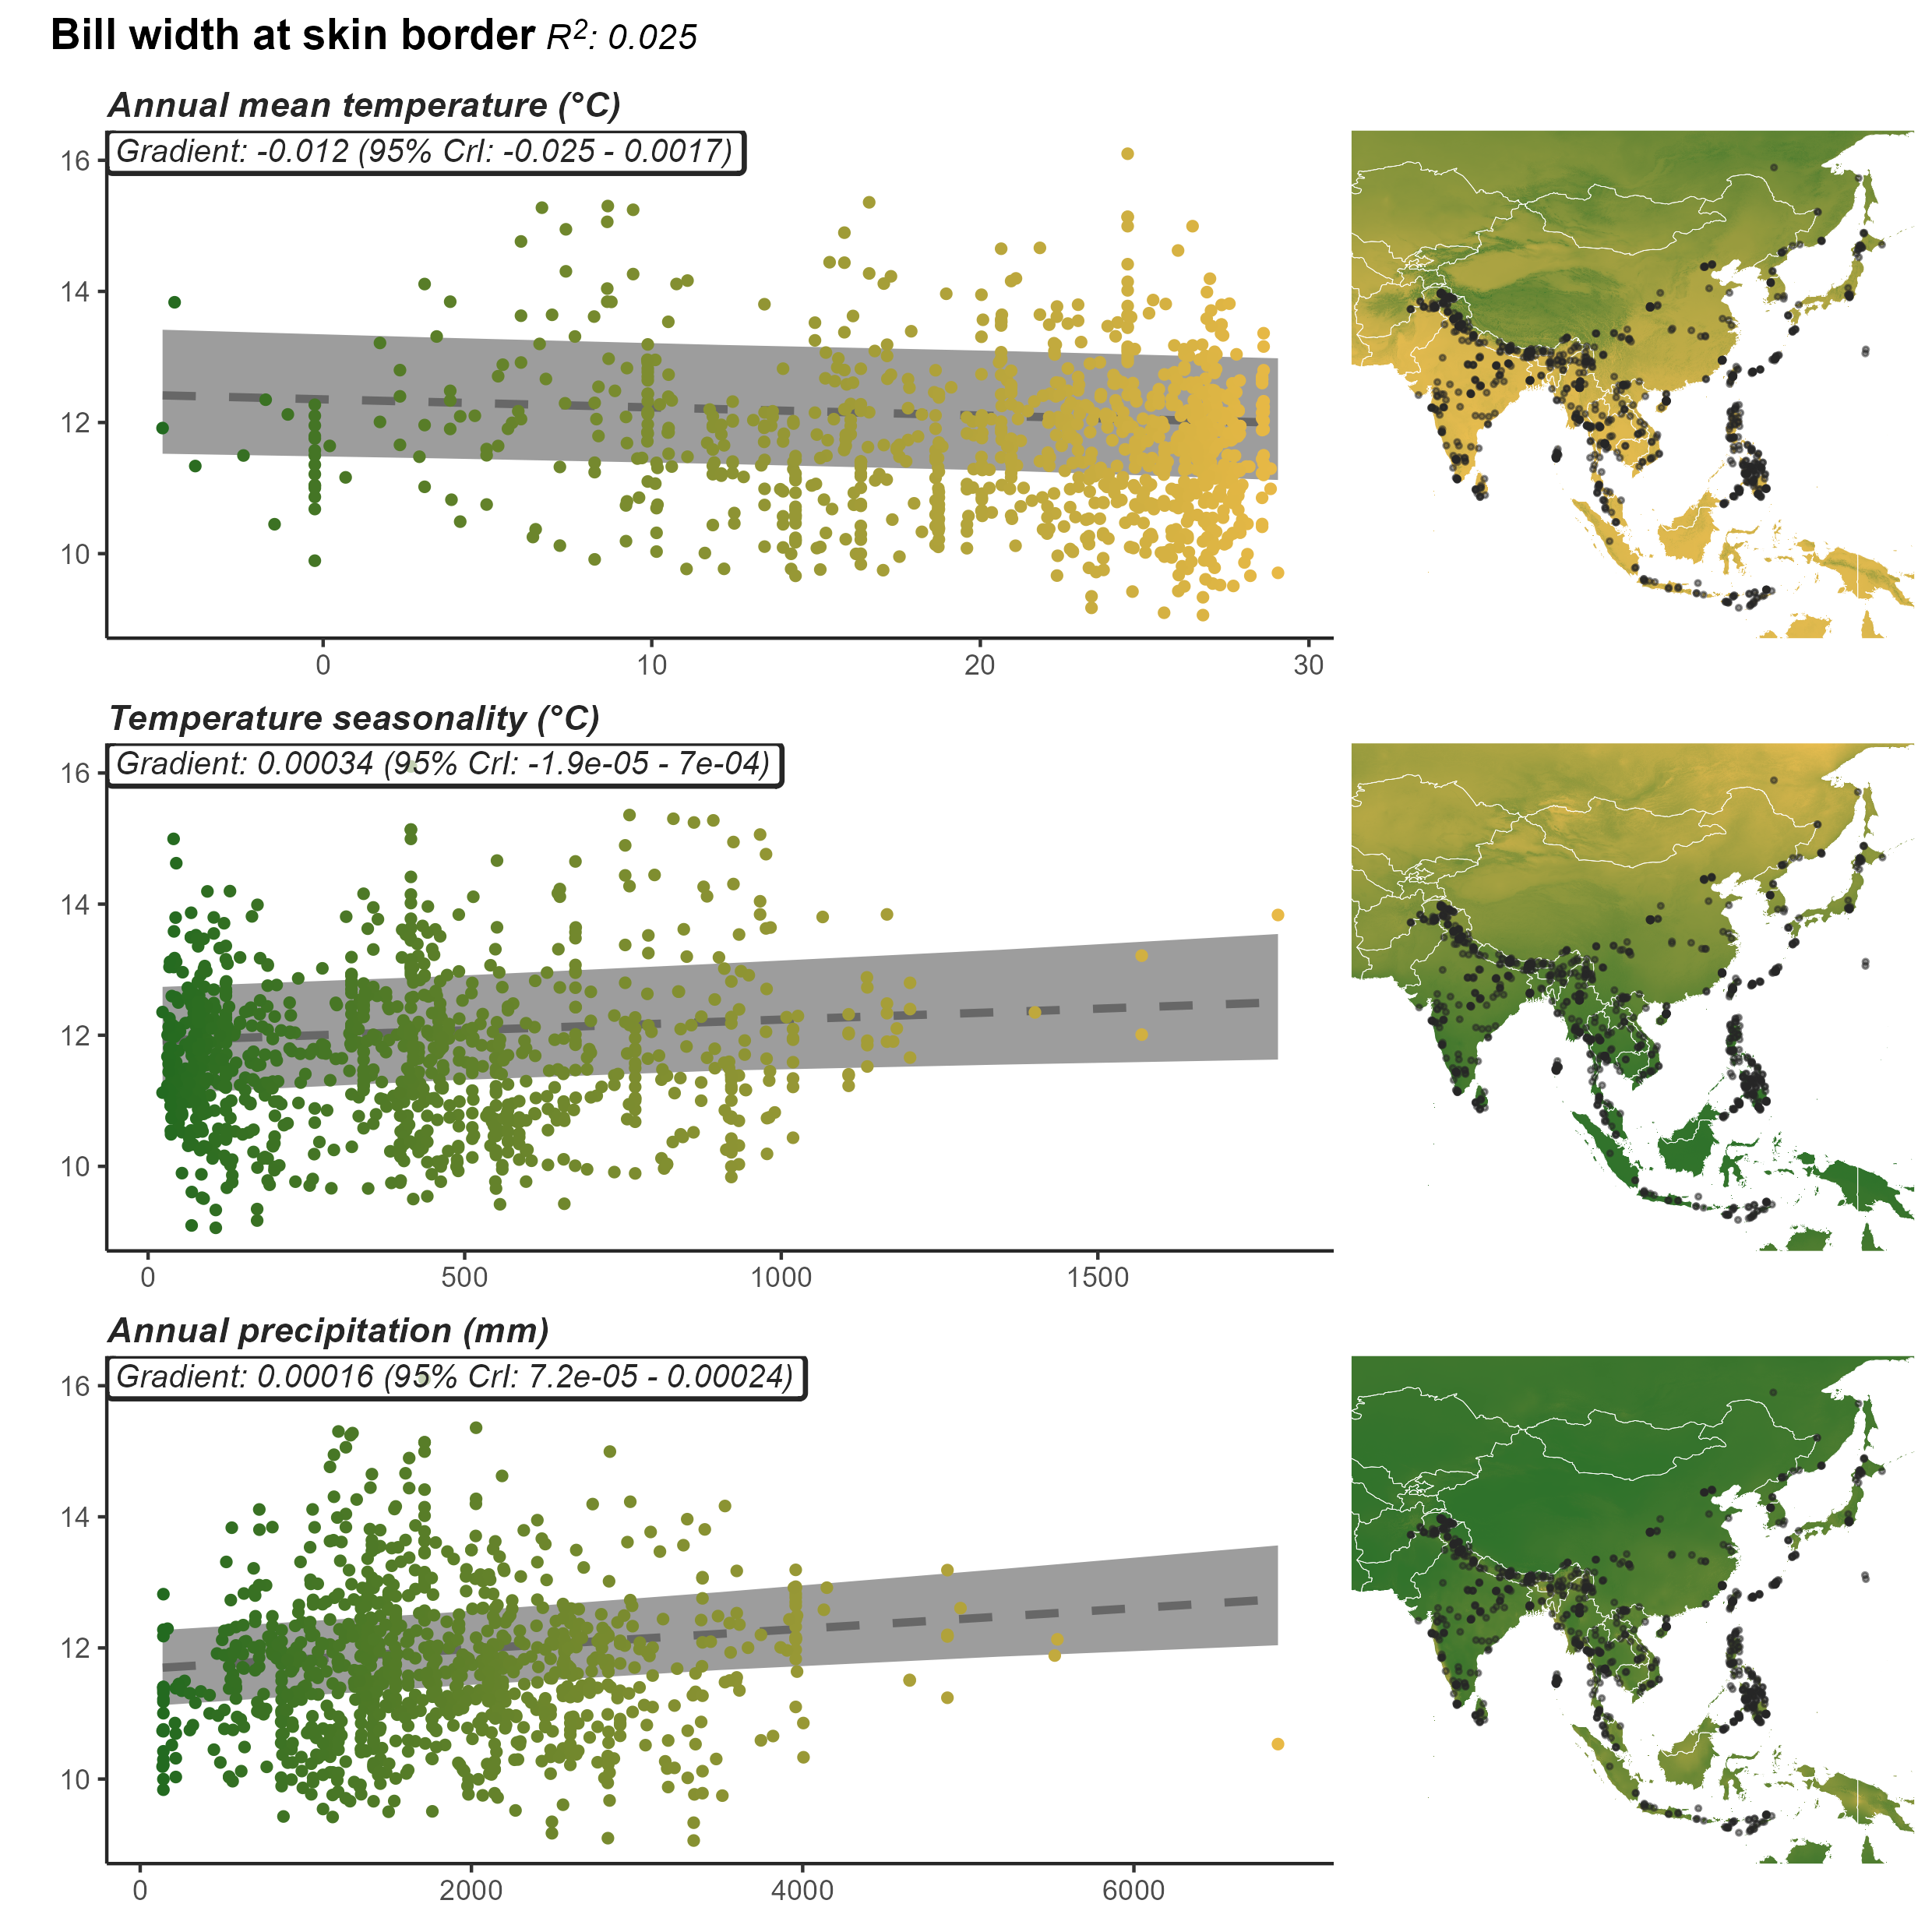 Bill width at skin border R²: 0.025
Annual mean temperature (°C)
Gradient: -0.012 (95% CrI: -0.025 - 0.0017)
16
14
12
10
0 10 20 30
Temperature seasonality (°C)
Gradient: 0.00034 (95% CrI: -1.9e-05 - 7e-04)
16
14
12
10
0 500 1000 1500
Annual precipitation (mm)
Gradient: 0.00016 (95% CrI: 7.2e-05 - 0.00024)
16
14
12
10
0 2000 4000 6000